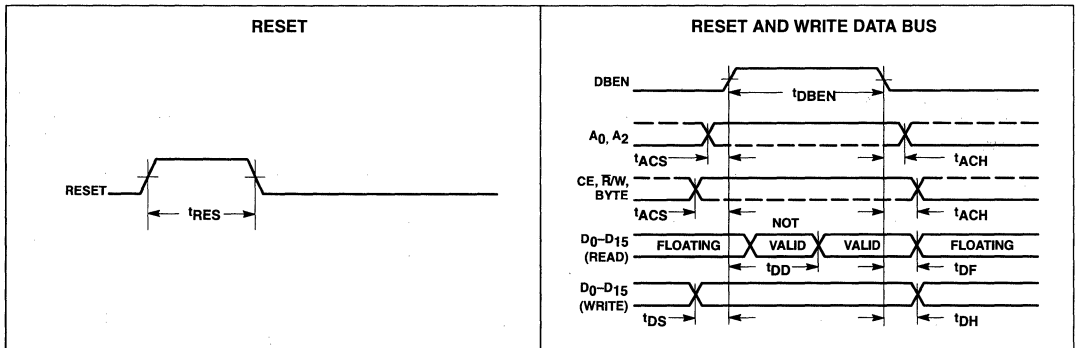 RESET
RESET
tRES
RESET AND WRITE DATA BUS
DBEN
tDBEN
A0, A2
tACS
tACH
CE, R̅/W,
BYTE
tACS
tACH
D0–D15
(READ)
FLOATING
NOT
VALID
VALID
FLOATING
tDD
tDF
D0–D15
(WRITE)
tDS
tDH